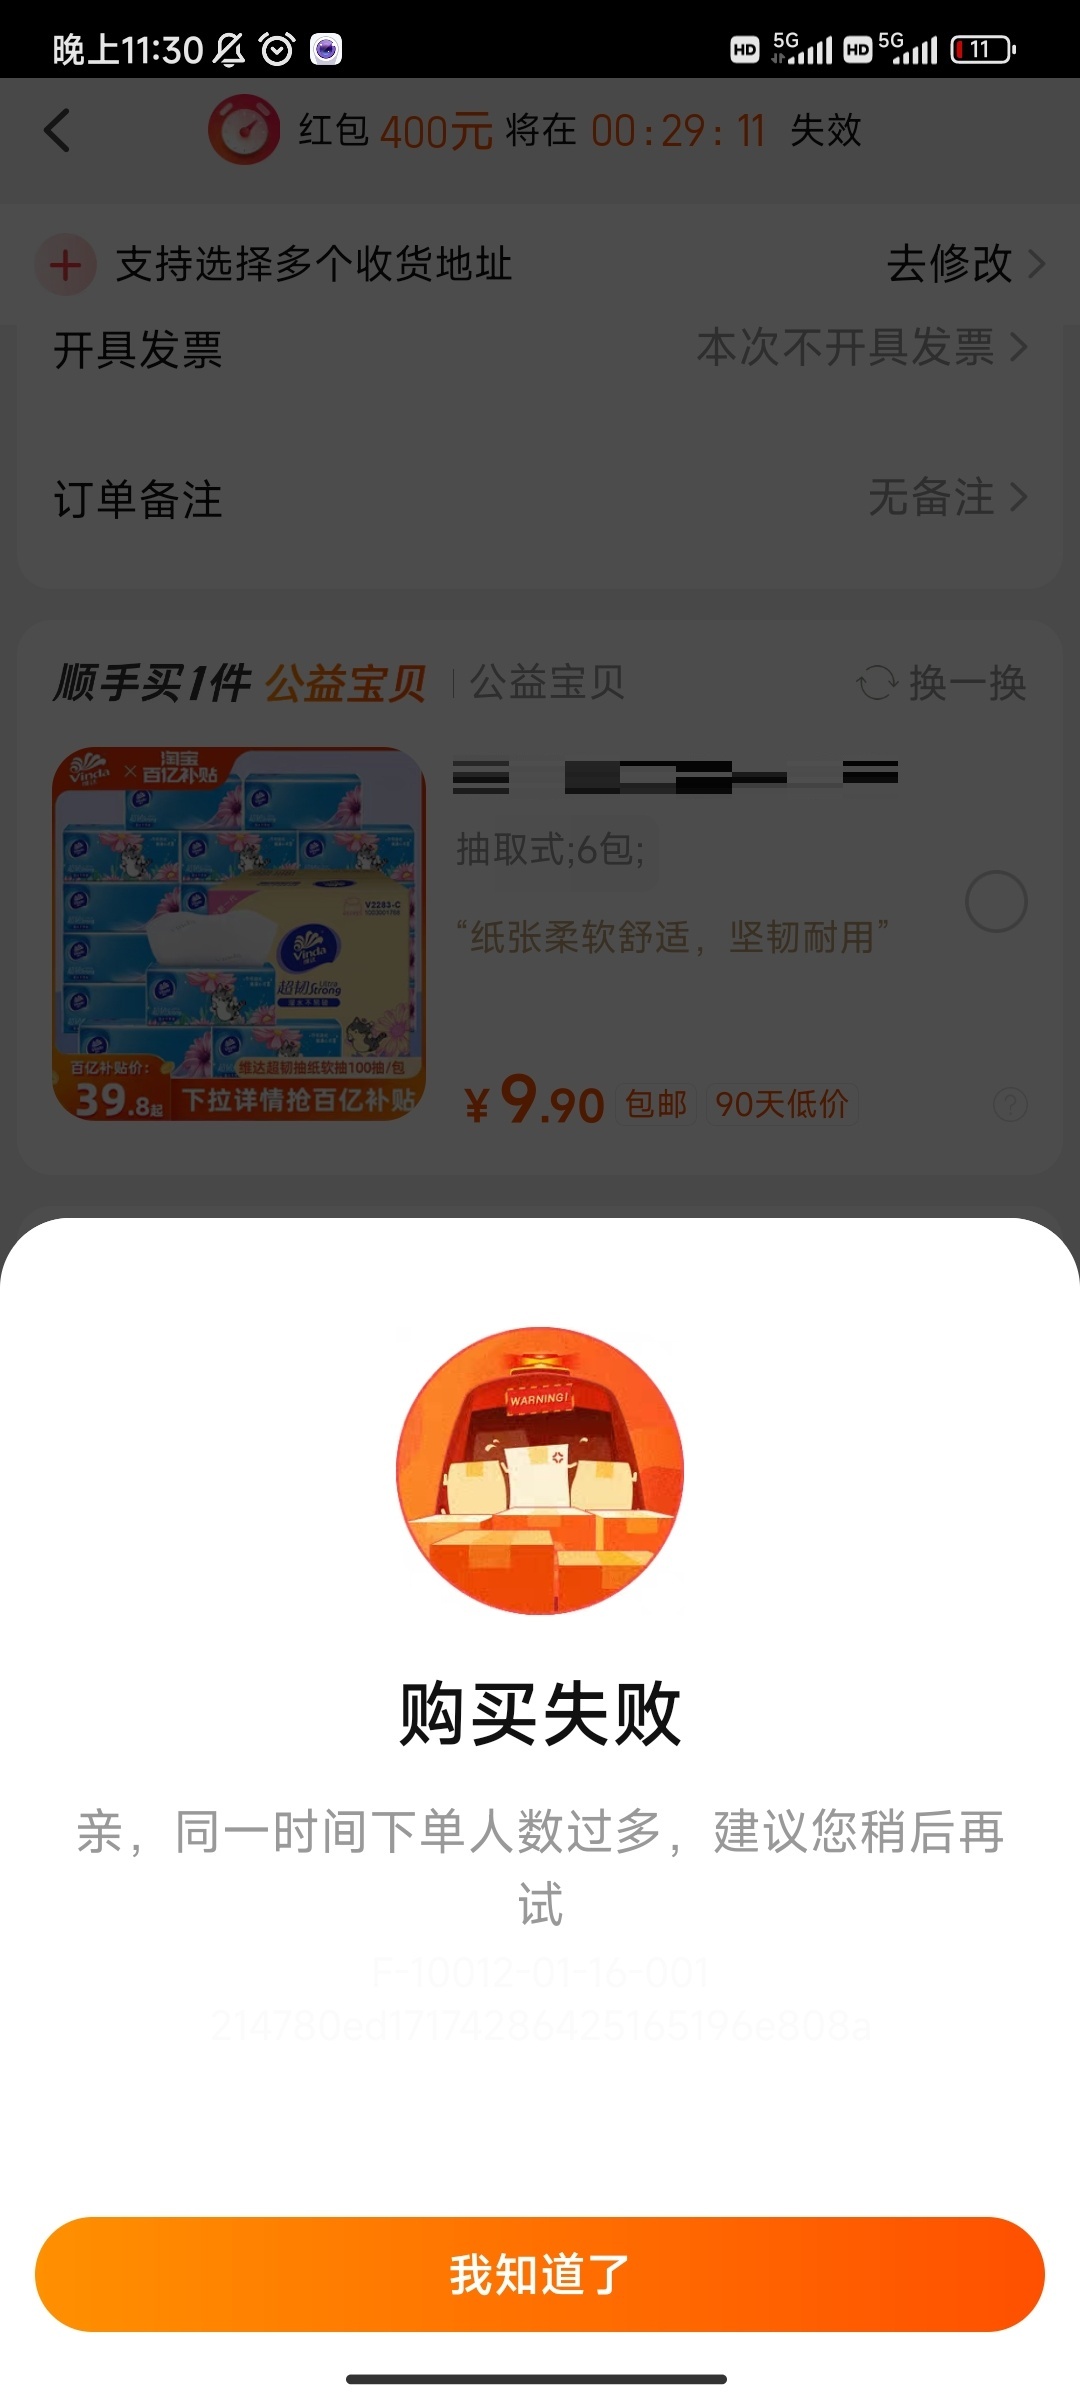 晚上11:30
HD 5G HD 5G 11
红包 400元 将在 00:29:11 失效
支持选择多个收货地址 去修改
开具发票 本次不开具发票
订单备注 无备注
顺手买1件 公益宝贝 公益宝贝 换一换
Vinda 维达 × 淘宝 百亿补贴
抽取式;6包;
V2283-C
“纸张柔软舒适，坚韧耐用”
Vinda
超韧 Ultra Strong
百亿补贴价: 维达超韧抽纸软抽100抽/包
39.8起 下拉详情抢百亿补贴
¥9.90 包邮 90天低价
WARNING!
购买失败
亲，同一时间下单人数过多，建议您稍后再
试
F-10012-01-16-001
214780ed17174286425165196e808a
我知道了